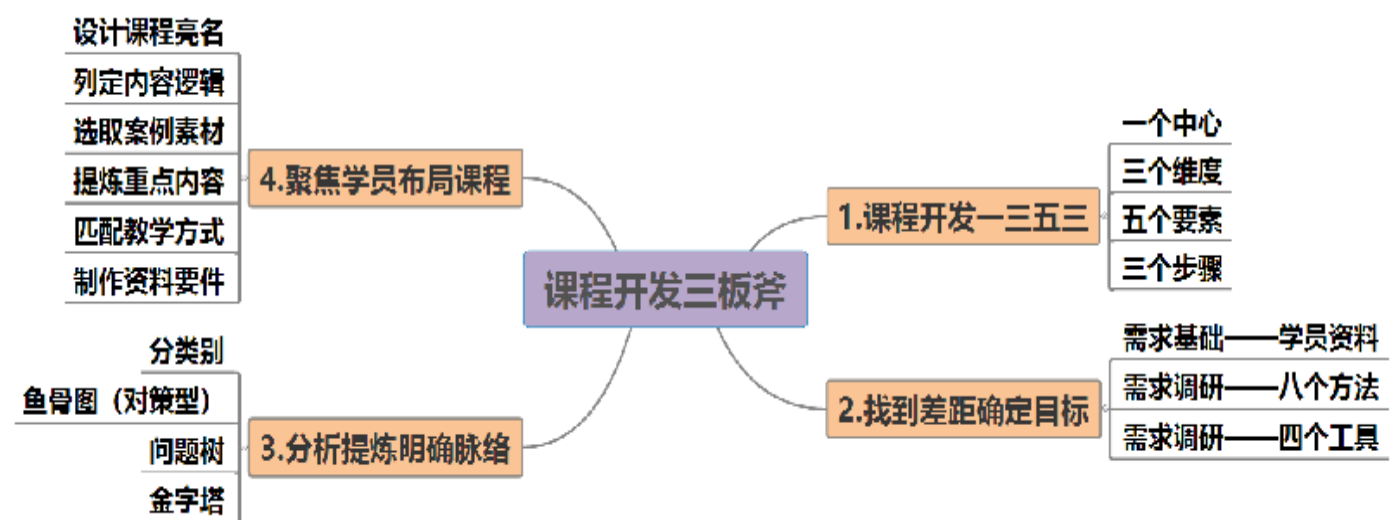 课程开发三板斧
1.课程开发一三五三
一个中心
三个维度
五个要素
三个步骤
2.找到差距确定目标
需求基础——学员资料
需求调研——八个方法
需求调研——四个工具
3.分析提炼明确脉络
分类别
鱼骨图（对策型）
问题树
金字塔
4.聚焦学员布局课程
设计课程亮名
列定内容逻辑
选取案例素材
提炼重点内容
匹配教学方式
制作资料要件